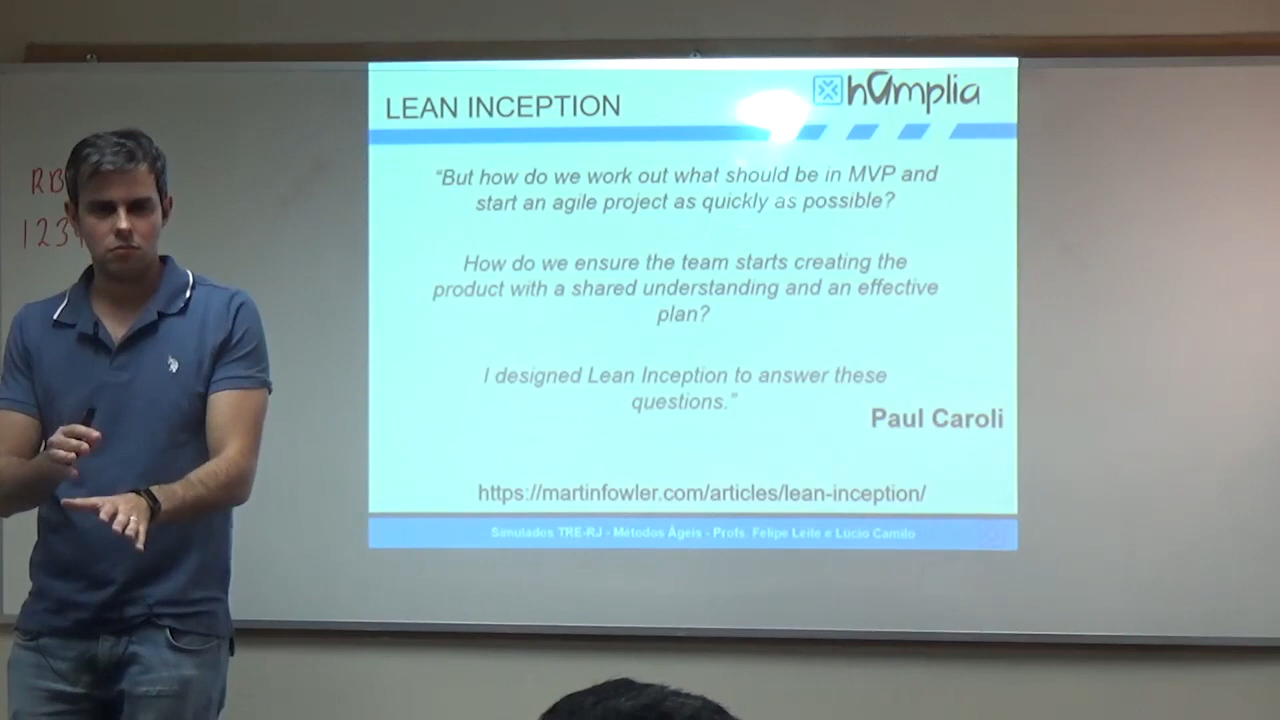 LEAN INCEPTION
hamplia
RB
123
“But how do we work out what should be in MVP and
start an agile project as quickly as possible?
How do we ensure the team starts creating the
product with a shared understanding and an effective
plan?
I designed Lean Inception to answer these
questions.”
Paul Caroli
https://martinfowler.com/articles/lean-inception/
Simulados TRE-RJ - Métodos Ágeis - Profs. Felipe Leite e Lúcio Camilo